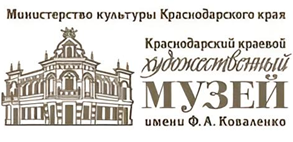 Министерство культуры Краснодарского края
Краснодарский краевой
художественный
МУЗЕЙ
имени Ф. А. Коваленко